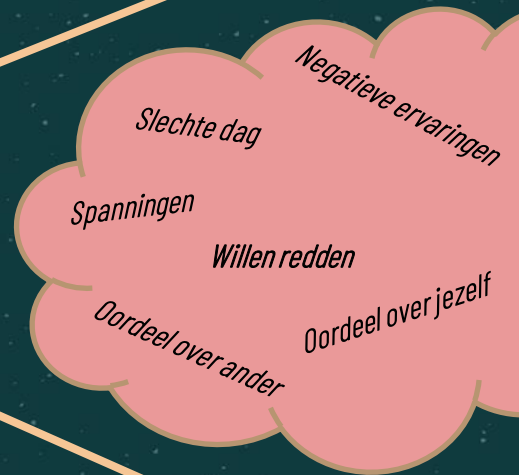 Negatieve ervaringen
Slechte dag
Spanningen
Willen redden
Oordeel over jezelf
Oordeel over ander